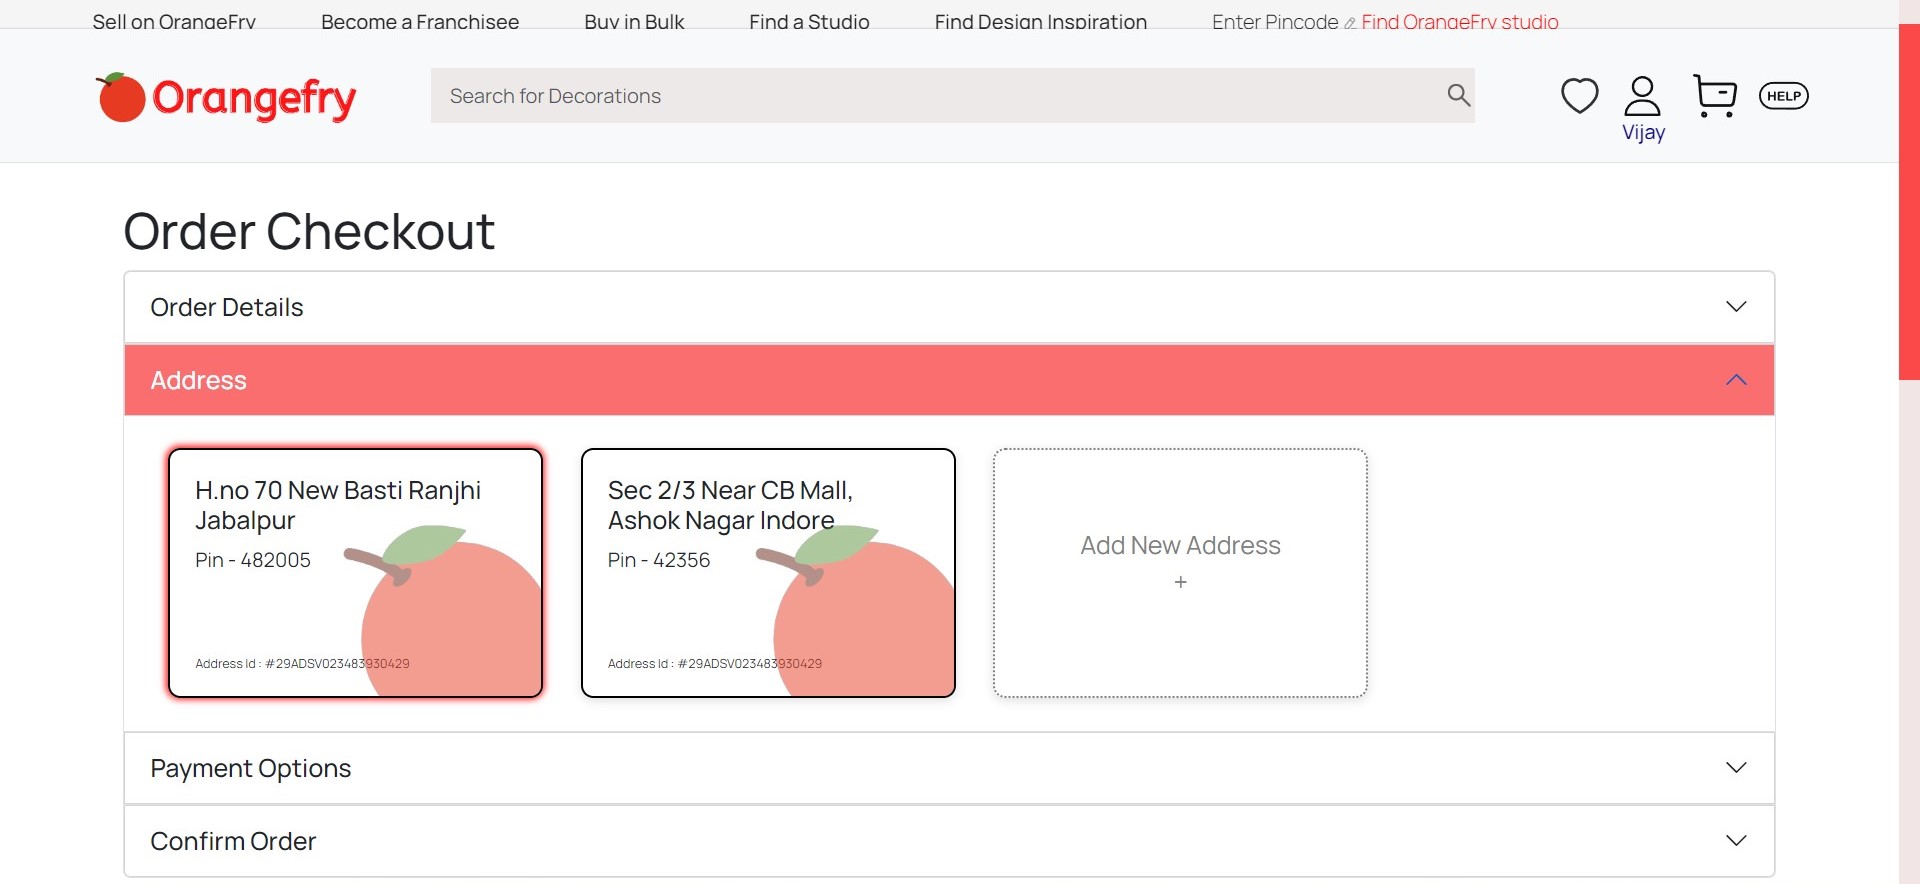 Sell on OrangeFry Become a Franchisee Buy in Bulk Find a Studio Find Design Inspiration Enter Pincode Find OrangeFry studio
Orangefry Search for Decorations HELP
Vijay
Order Checkout
Order Details
Address
H.no 70 New Basti Ranjhi
Jabalpur
Pin - 482005
Address Id : #29ADSV023483930429
Sec 2/3 Near CB Mall,
Ashok Nagar Indore
Pin - 42356
Address Id : #29ADSV023483930429
Add New Address
+
Payment Options
Confirm Order